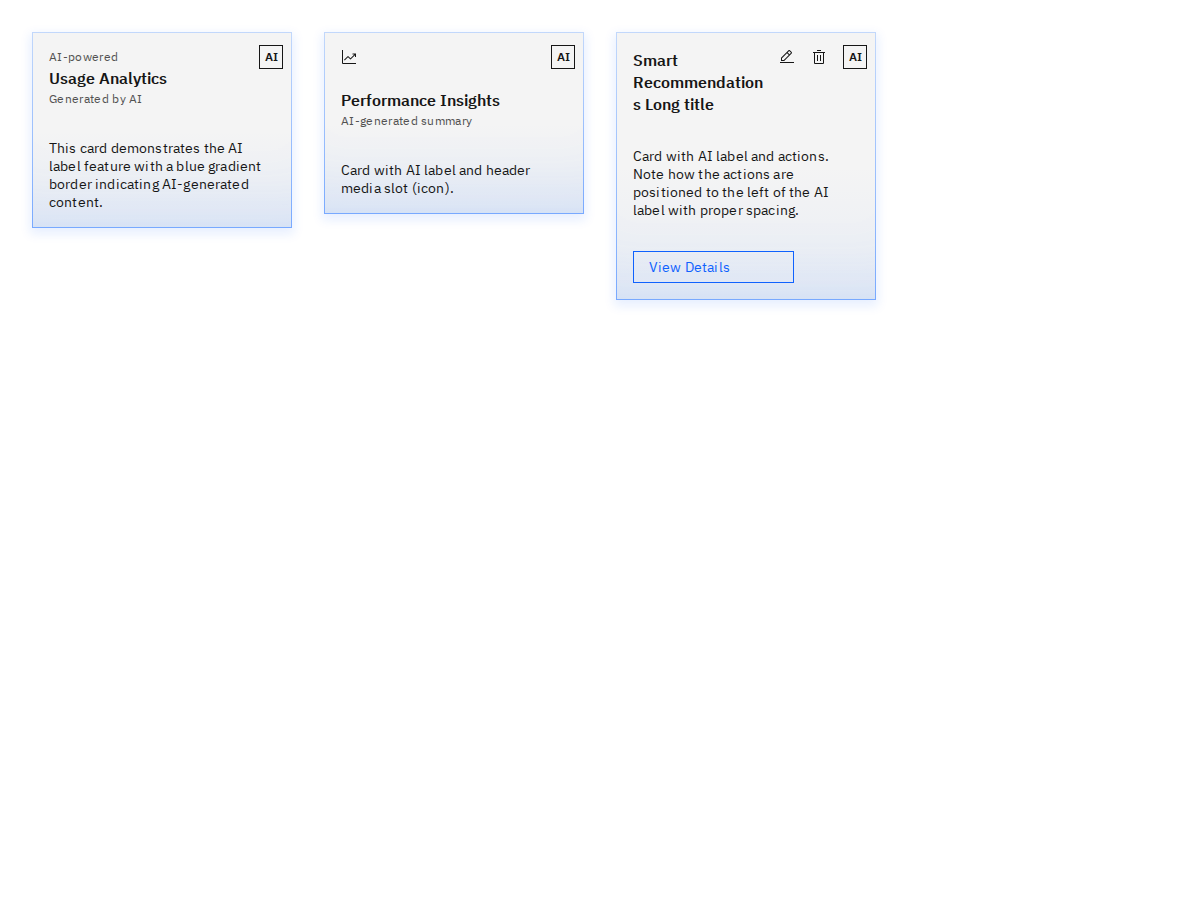 AI-powered
AI
Usage Analytics
Generated by AI
This card demonstrates the AI
label feature with a blue gradient
border indicating AI-generated
content.
AI
Performance Insights
AI-generated summary
Card with AI label and header
media slot (icon).
Smart
AI
Recommendation
s Long title
Card with AI label and actions.
Note how the actions are
positioned to the left of the AI
label with proper spacing.
View Details